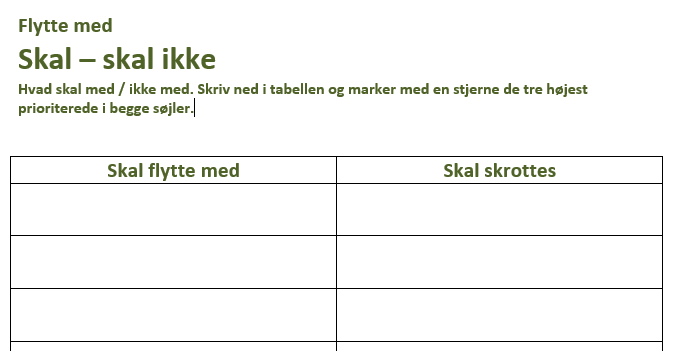 Flytte med
Skal – skal ikke
Hvad skal med / ikke med. Skriv ned i tabellen og marker med en stjerne de tre højest
prioriterede i begge søjler.
Skal flytte med
Skal skrottes